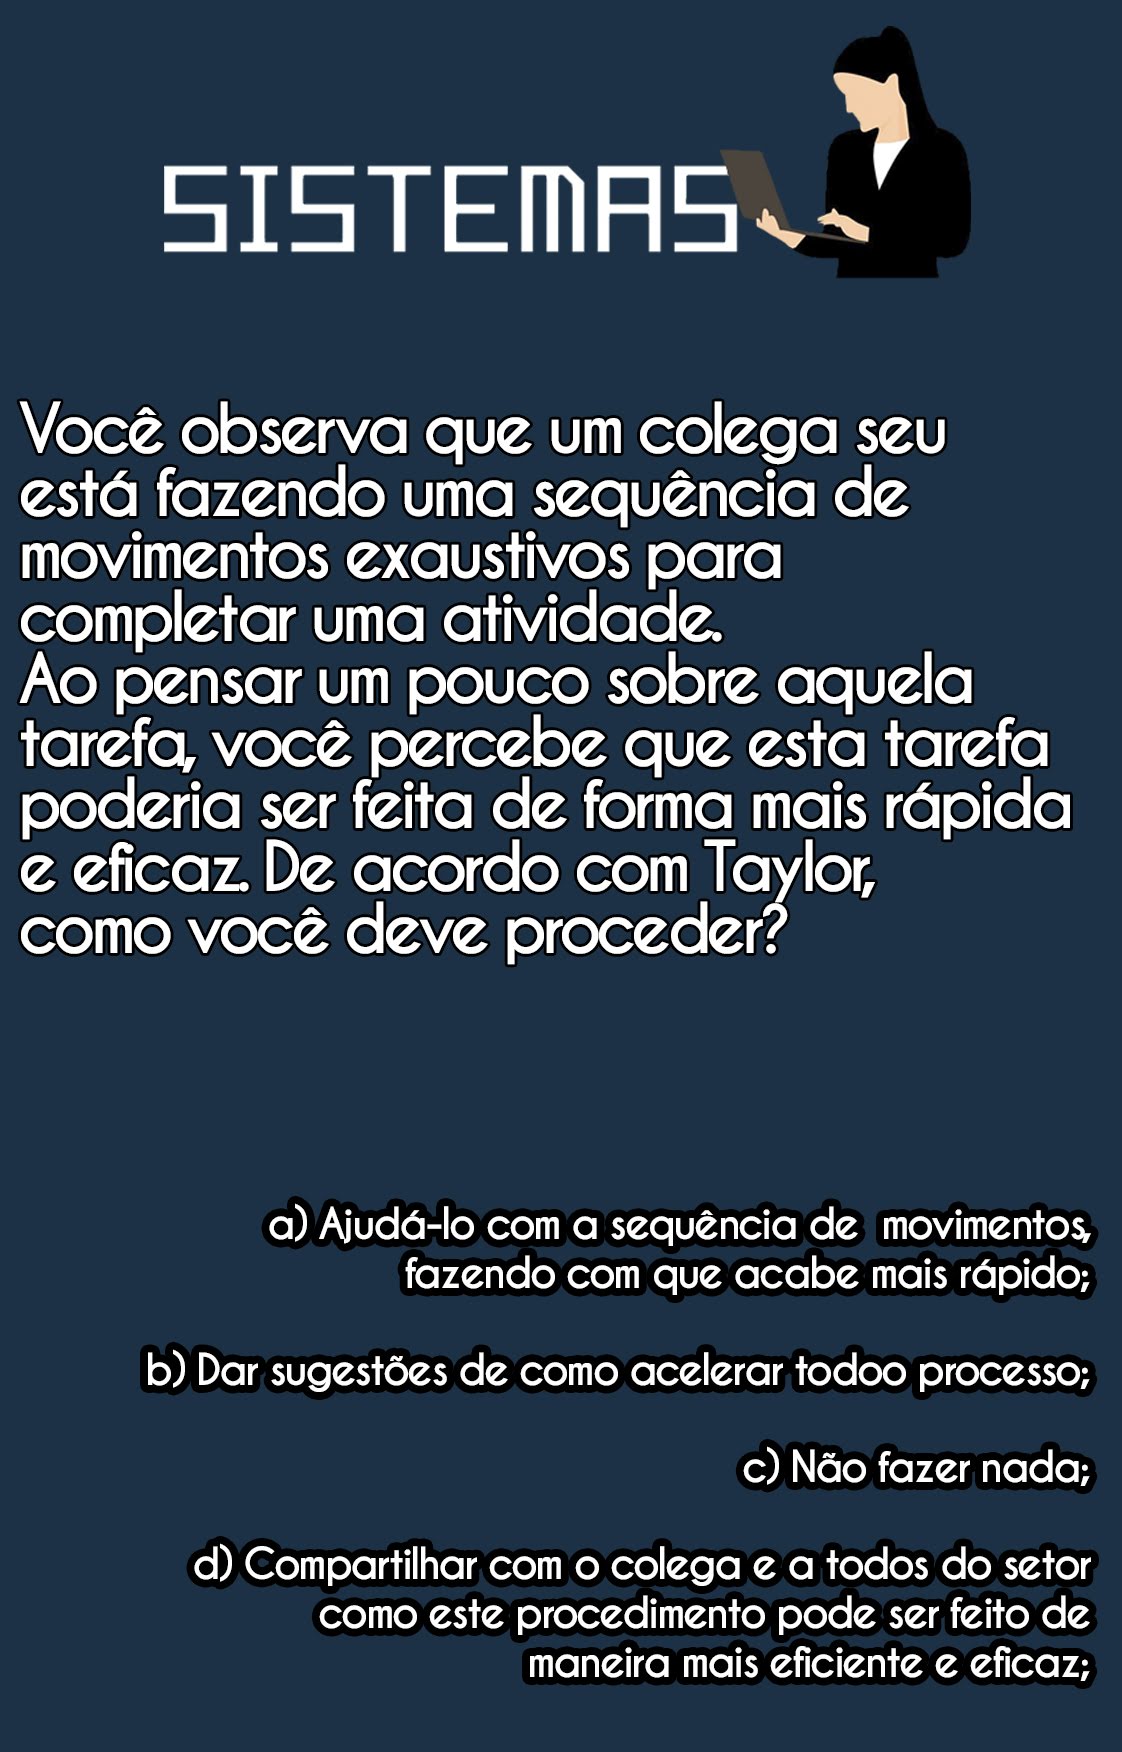 SISTEMAS
Você observa que um colega seu
está fazendo uma sequência de
movimentos exaustivos para
completar uma atividade.
Ao pensar um pouco sobre aquela
tarefa, você percebe que esta tarefa
poderia ser feita de forma mais rápida
e eficaz. De acordo com Taylor,
como você deve proceder?
a) Ajudá-lo com a sequência de  movimentos,
fazendo com que acabe mais rápido;
b) Dar sugestões de como acelerar todoo processo;
c) Não fazer nada;
d) Compartilhar com o colega e a todos do setor
como este procedimento pode ser feito de
maneira mais eficiente e eficaz;